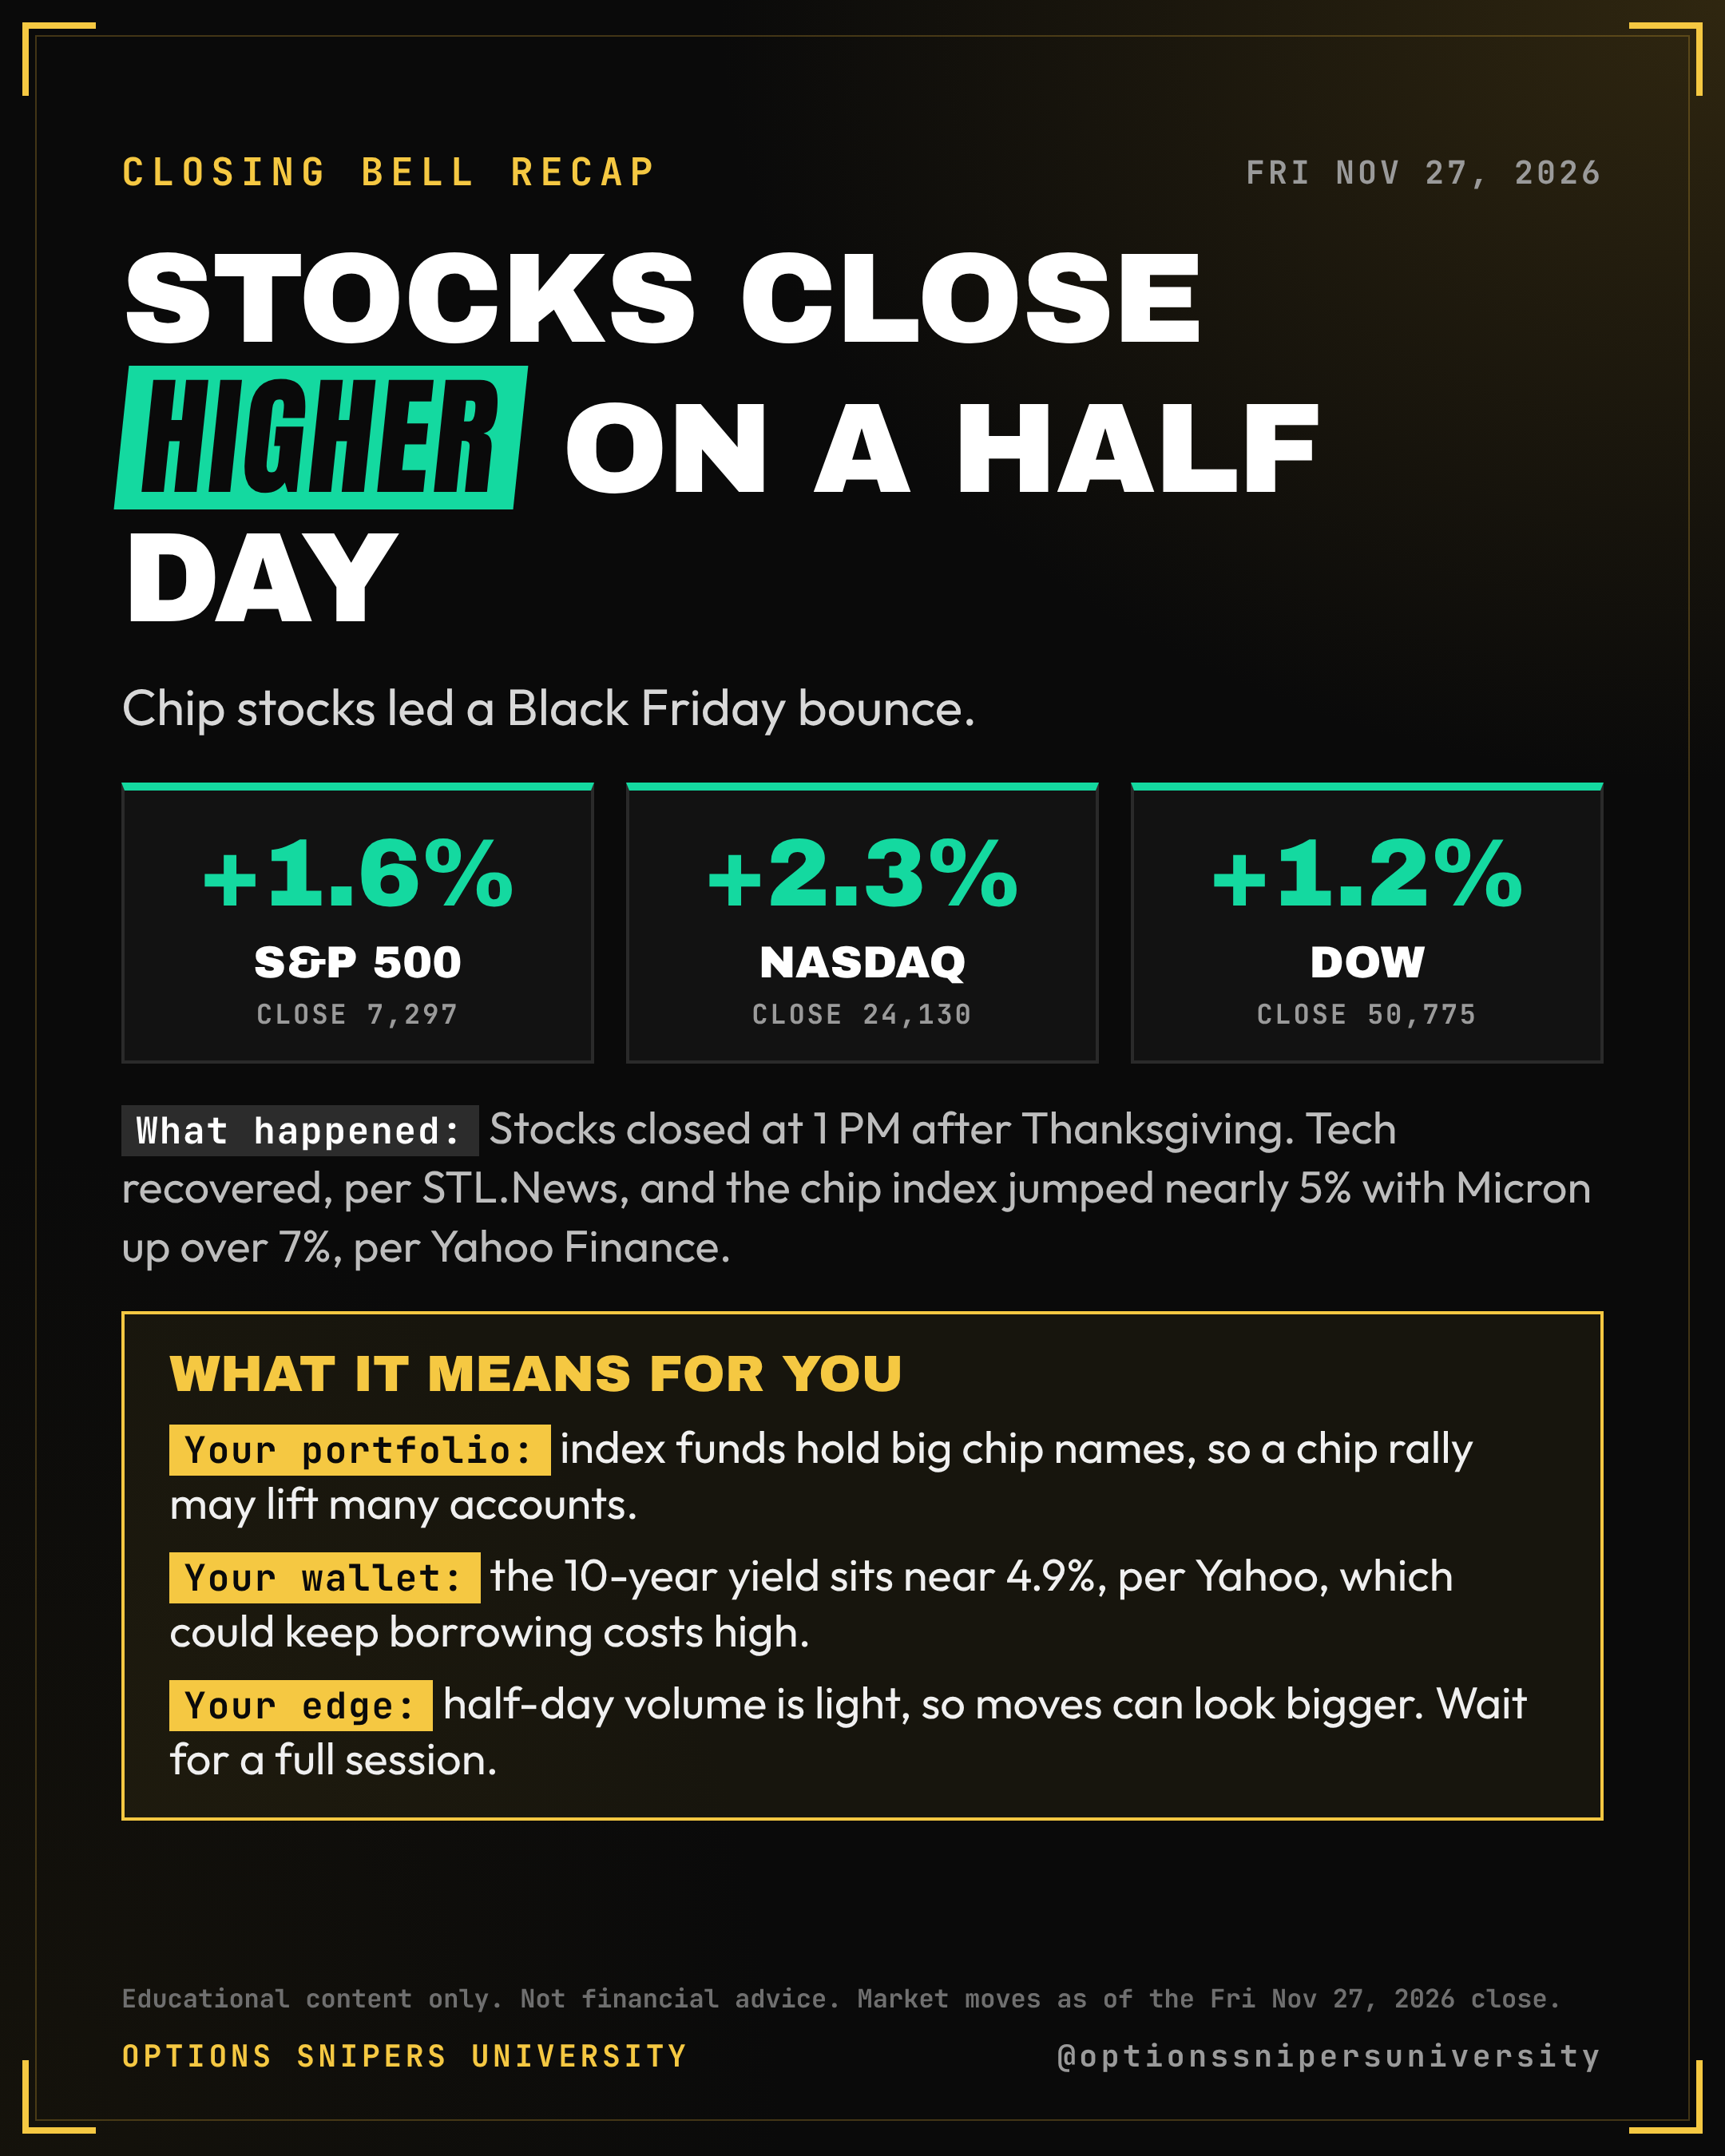 CLOSING BELL RECAP
FRI NOV 27, 2026
STOCKS CLOSE
HIGHER ON A HALF
DAY
Chip stocks led a Black Friday bounce.
+1.6%
S&P 500
CLOSE 7,297
+2.3%
NASDAQ
CLOSE 24,130
+1.2%
DOW
CLOSE 50,775
What happened: Stocks closed at 1 PM after Thanksgiving. Tech
recovered, per STL.News, and the chip index jumped nearly 5% with Micron
up over 7%, per Yahoo Finance.
WHAT IT MEANS FOR YOU
Your portfolio: index funds hold big chip names, so a chip rally
may lift many accounts.
Your wallet: the 10-year yield sits near 4.9%, per Yahoo, which
could keep borrowing costs high.
Your edge: half-day volume is light, so moves can look bigger. Wait
for a full session.
Educational content only. Not financial advice. Market moves as of the Fri Nov 27, 2026 close.
OPTIONS SNIPERS UNIVERSITY
@optionssnipersuniversity